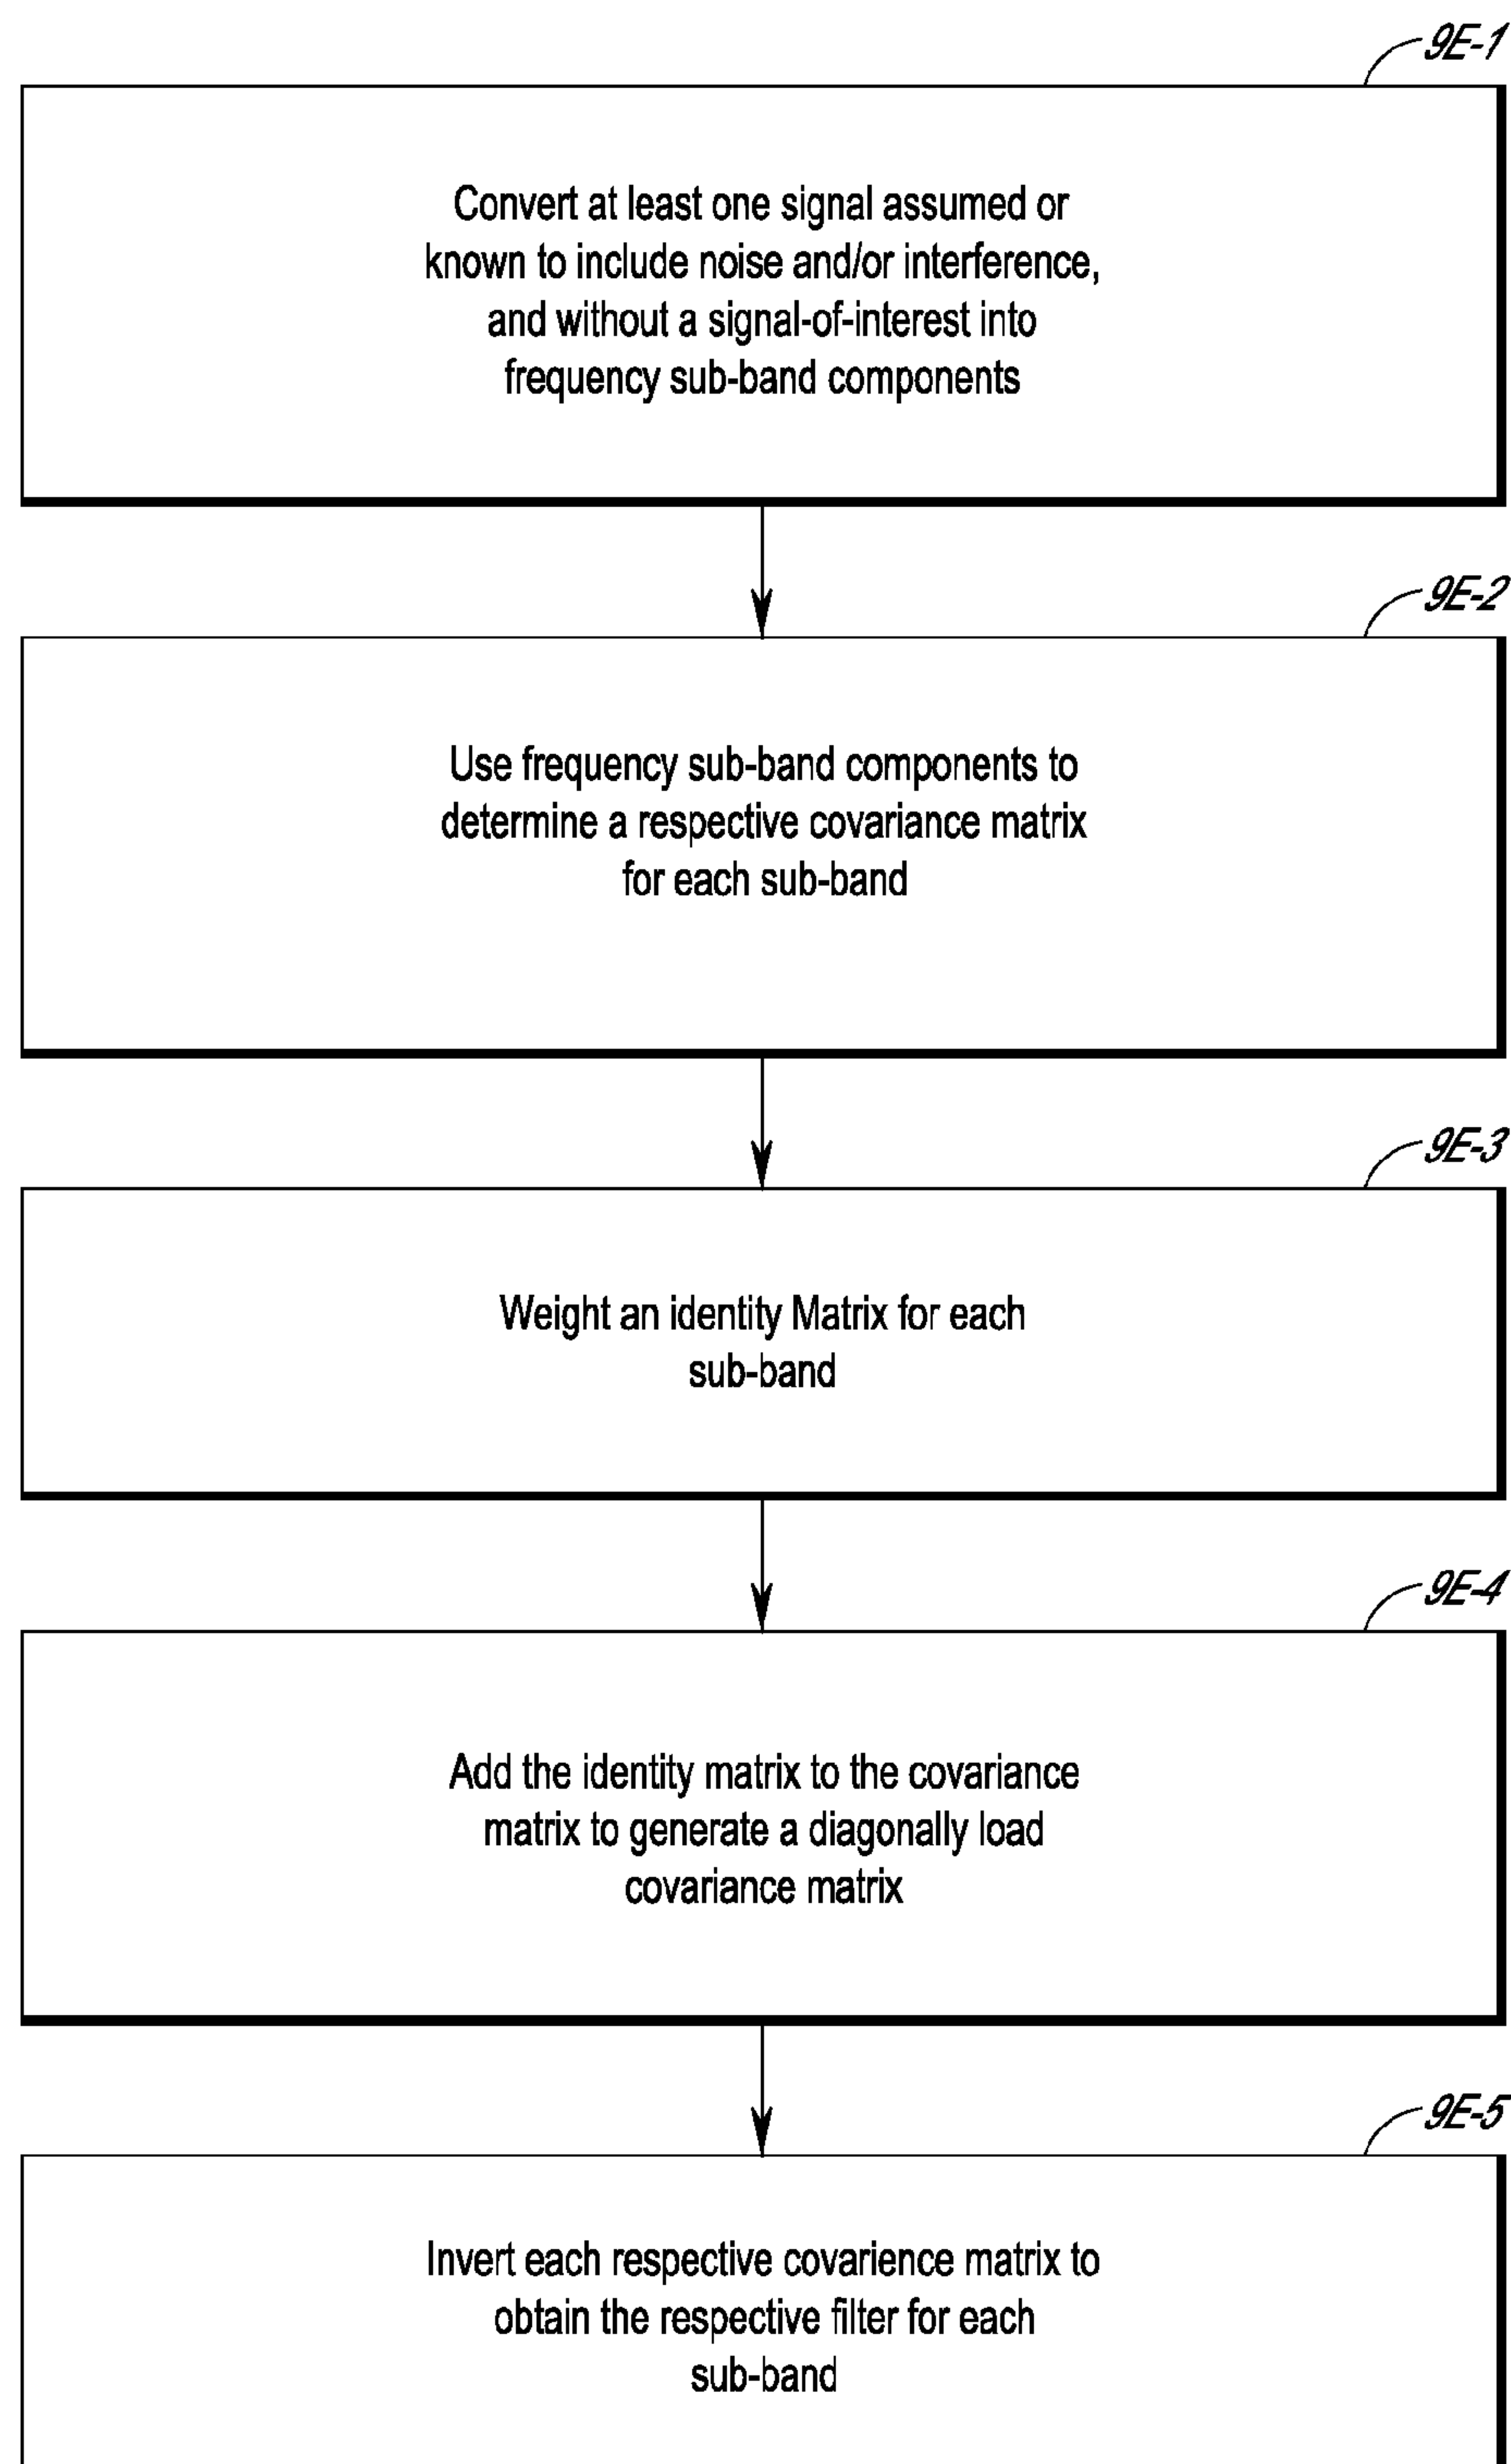 9E-1
Convert at least one signal assumed or
known to include noise and/or interference,
and without a signal-of-interest into
frequency sub-band components
9E-2
Use frequency sub-band components to
determine a respective covariance matrix
for each sub-band
9E-3
Weight an identity Matrix for each
sub-band
9E-4
Add the identity matrix to the covariance
matrix to generate a diagonally load
covariance matrix
9E-5
Invert each respective covarience matrix to
obtain the respective filter for each
sub-band